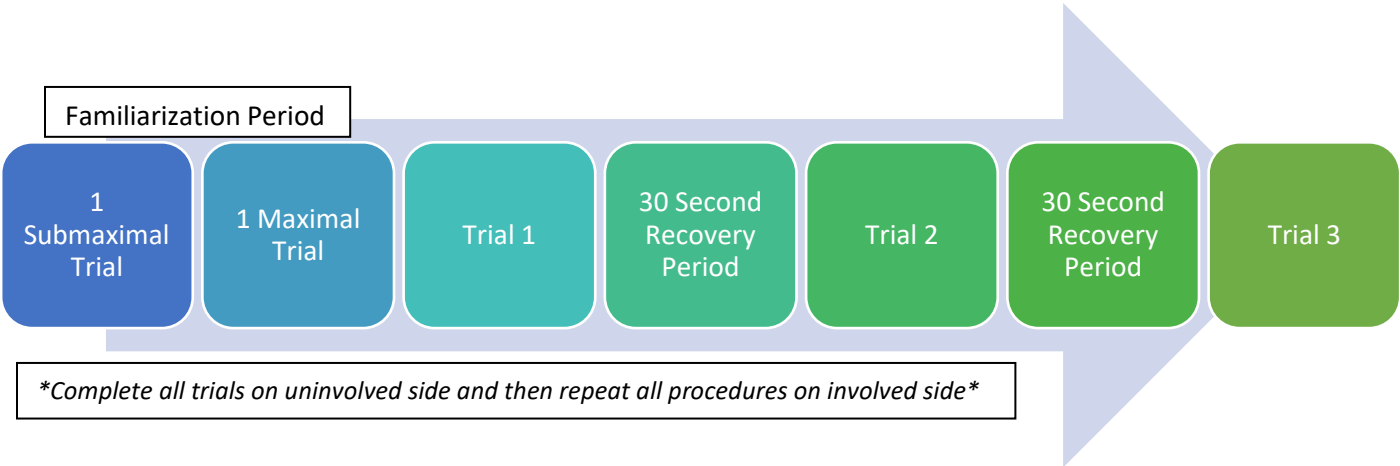 Familiarization Period
1
Submaximal
Trial
1 Maximal
Trial
Trial 1
30 Second
Recovery
Period
Trial 2
30 Second
Recovery
Period
Trial 3
*Complete all trials on uninvolved side and then repeat all procedures on involved side*